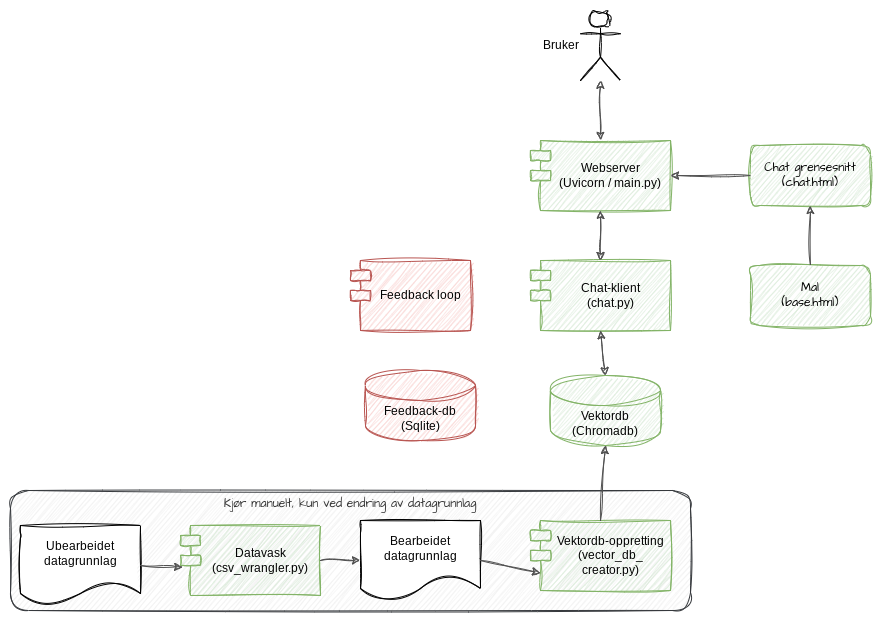 Bruker
Webserver
(Uvicorn / main.py)
Chat grensesnitt
(chat.html)
Feedback loop
Chat-klient
(chat.py)
Mal
(base.html)
Feedback-db
(Sqlite)
Vektordb
(Chromadb)
Kjør manuelt, kun ved endring av datagrunnlag
Ubearbeidet
datagrunnlag
Datavask
(csv_wrangler.py)
Bearbeidet
datagrunnlag
Vektordb-oppretting
(vector_db_
creator.py)